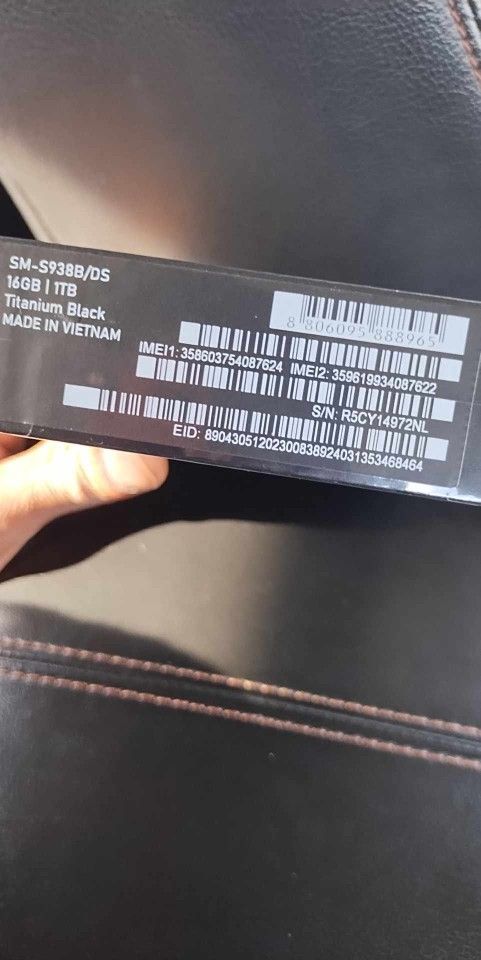 SM-S938B/DS
16GB | 1TB
Titanium Black
MADE IN VIETNAM
8 806095 888965
IMEI1: 358603754087624 IMEI2: 359619934087622
S/N: R5CY14972NL
EID: 89043051202300838924031353468464